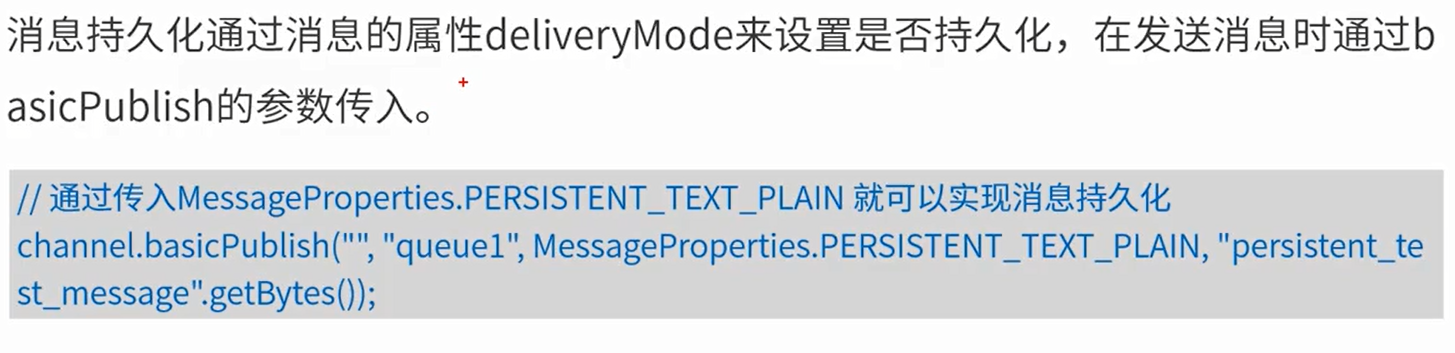 消息持久化通过消息的属性deliveryMode来设置是否持久化，在发送消息时通过b
asicPublish的参数传入。
// 通过传入MessageProperties.PERSISTENT_TEXT_PLAIN 就可以实现消息持久化
channel.basicPublish("", "queue1", MessageProperties.PERSISTENT_TEXT_PLAIN, "persistent_te
st_message".getBytes());